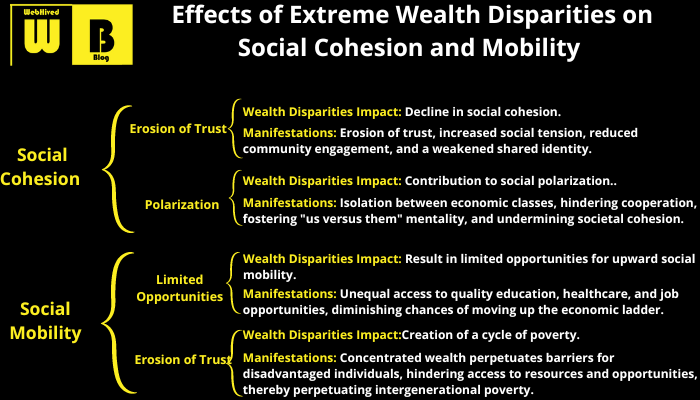 WebHived
W B
Blog
Effects of Extreme Wealth Disparities on
Social Cohesion and Mobility
Social
Cohesion
Erosion of Trust
Wealth Disparities Impact: Decline in social cohesion.
Manifestations: Erosion of trust, increased social tension, reduced
community engagement, and a weakened shared identity.
Polarization
Wealth Disparities Impact: Contribution to social polarization..
Manifestations: Isolation between economic classes, hindering cooperation,
fostering "us versus them" mentality, and undermining societal cohesion.
Social
Mobility
Limited
Opportunities
Wealth Disparities Impact: Result in limited opportunities for upward social
mobility.
Manifestations: Unequal access to quality education, healthcare, and job
opportunities, diminishing chances of moving up the economic ladder.
Erosion of Trust
Wealth Disparities Impact:Creation of a cycle of poverty.
Manifestations: Concentrated wealth perpetuates barriers for
disadvantaged individuals, hindering access to resources and opportunities,
thereby perpetuating intergenerational poverty.